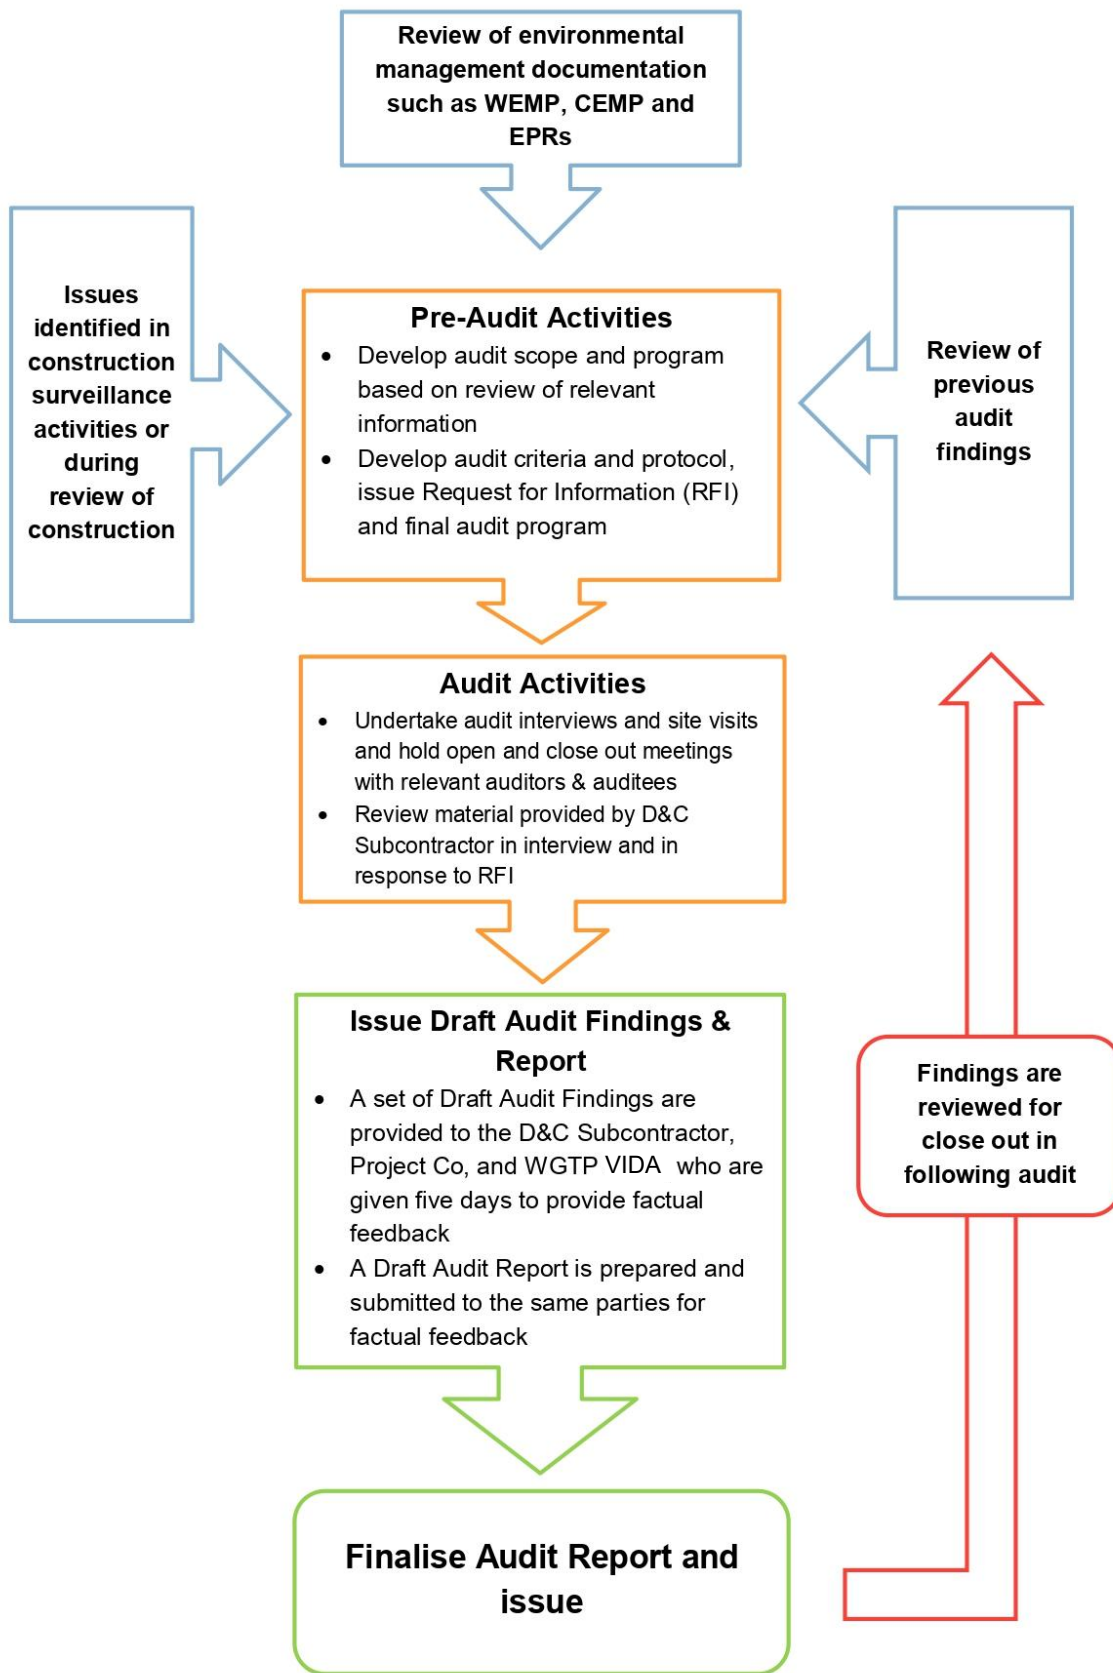 Review of environmental
management documentation
such as WEMP, CEMP and
EPRs
Issues
identified in
construction
surveillance
activities or
during
review of
construction
Pre-Audit Activities
• Develop audit scope and program
based on review of relevant
information
• Develop audit criteria and protocol,
issue Request for Information (RFI)
and final audit program
Review of
previous
audit
findings
Audit Activities
• Undertake audit interviews and site visits
and hold open and close out meetings
with relevant auditors & auditees
• Review material provided by D&C
Subcontractor in interview and in
response to RFI
Issue Draft Audit Findings &
Report
• A set of Draft Audit Findings are
provided to the D&C Subcontractor,
Project Co, and WGTP VIDA who are
given five days to provide factual
feedback
• A Draft Audit Report is prepared and
submitted to the same parties for
factual feedback
Findings are
reviewed for
close out in
following audit
Finalise Audit Report and
issue